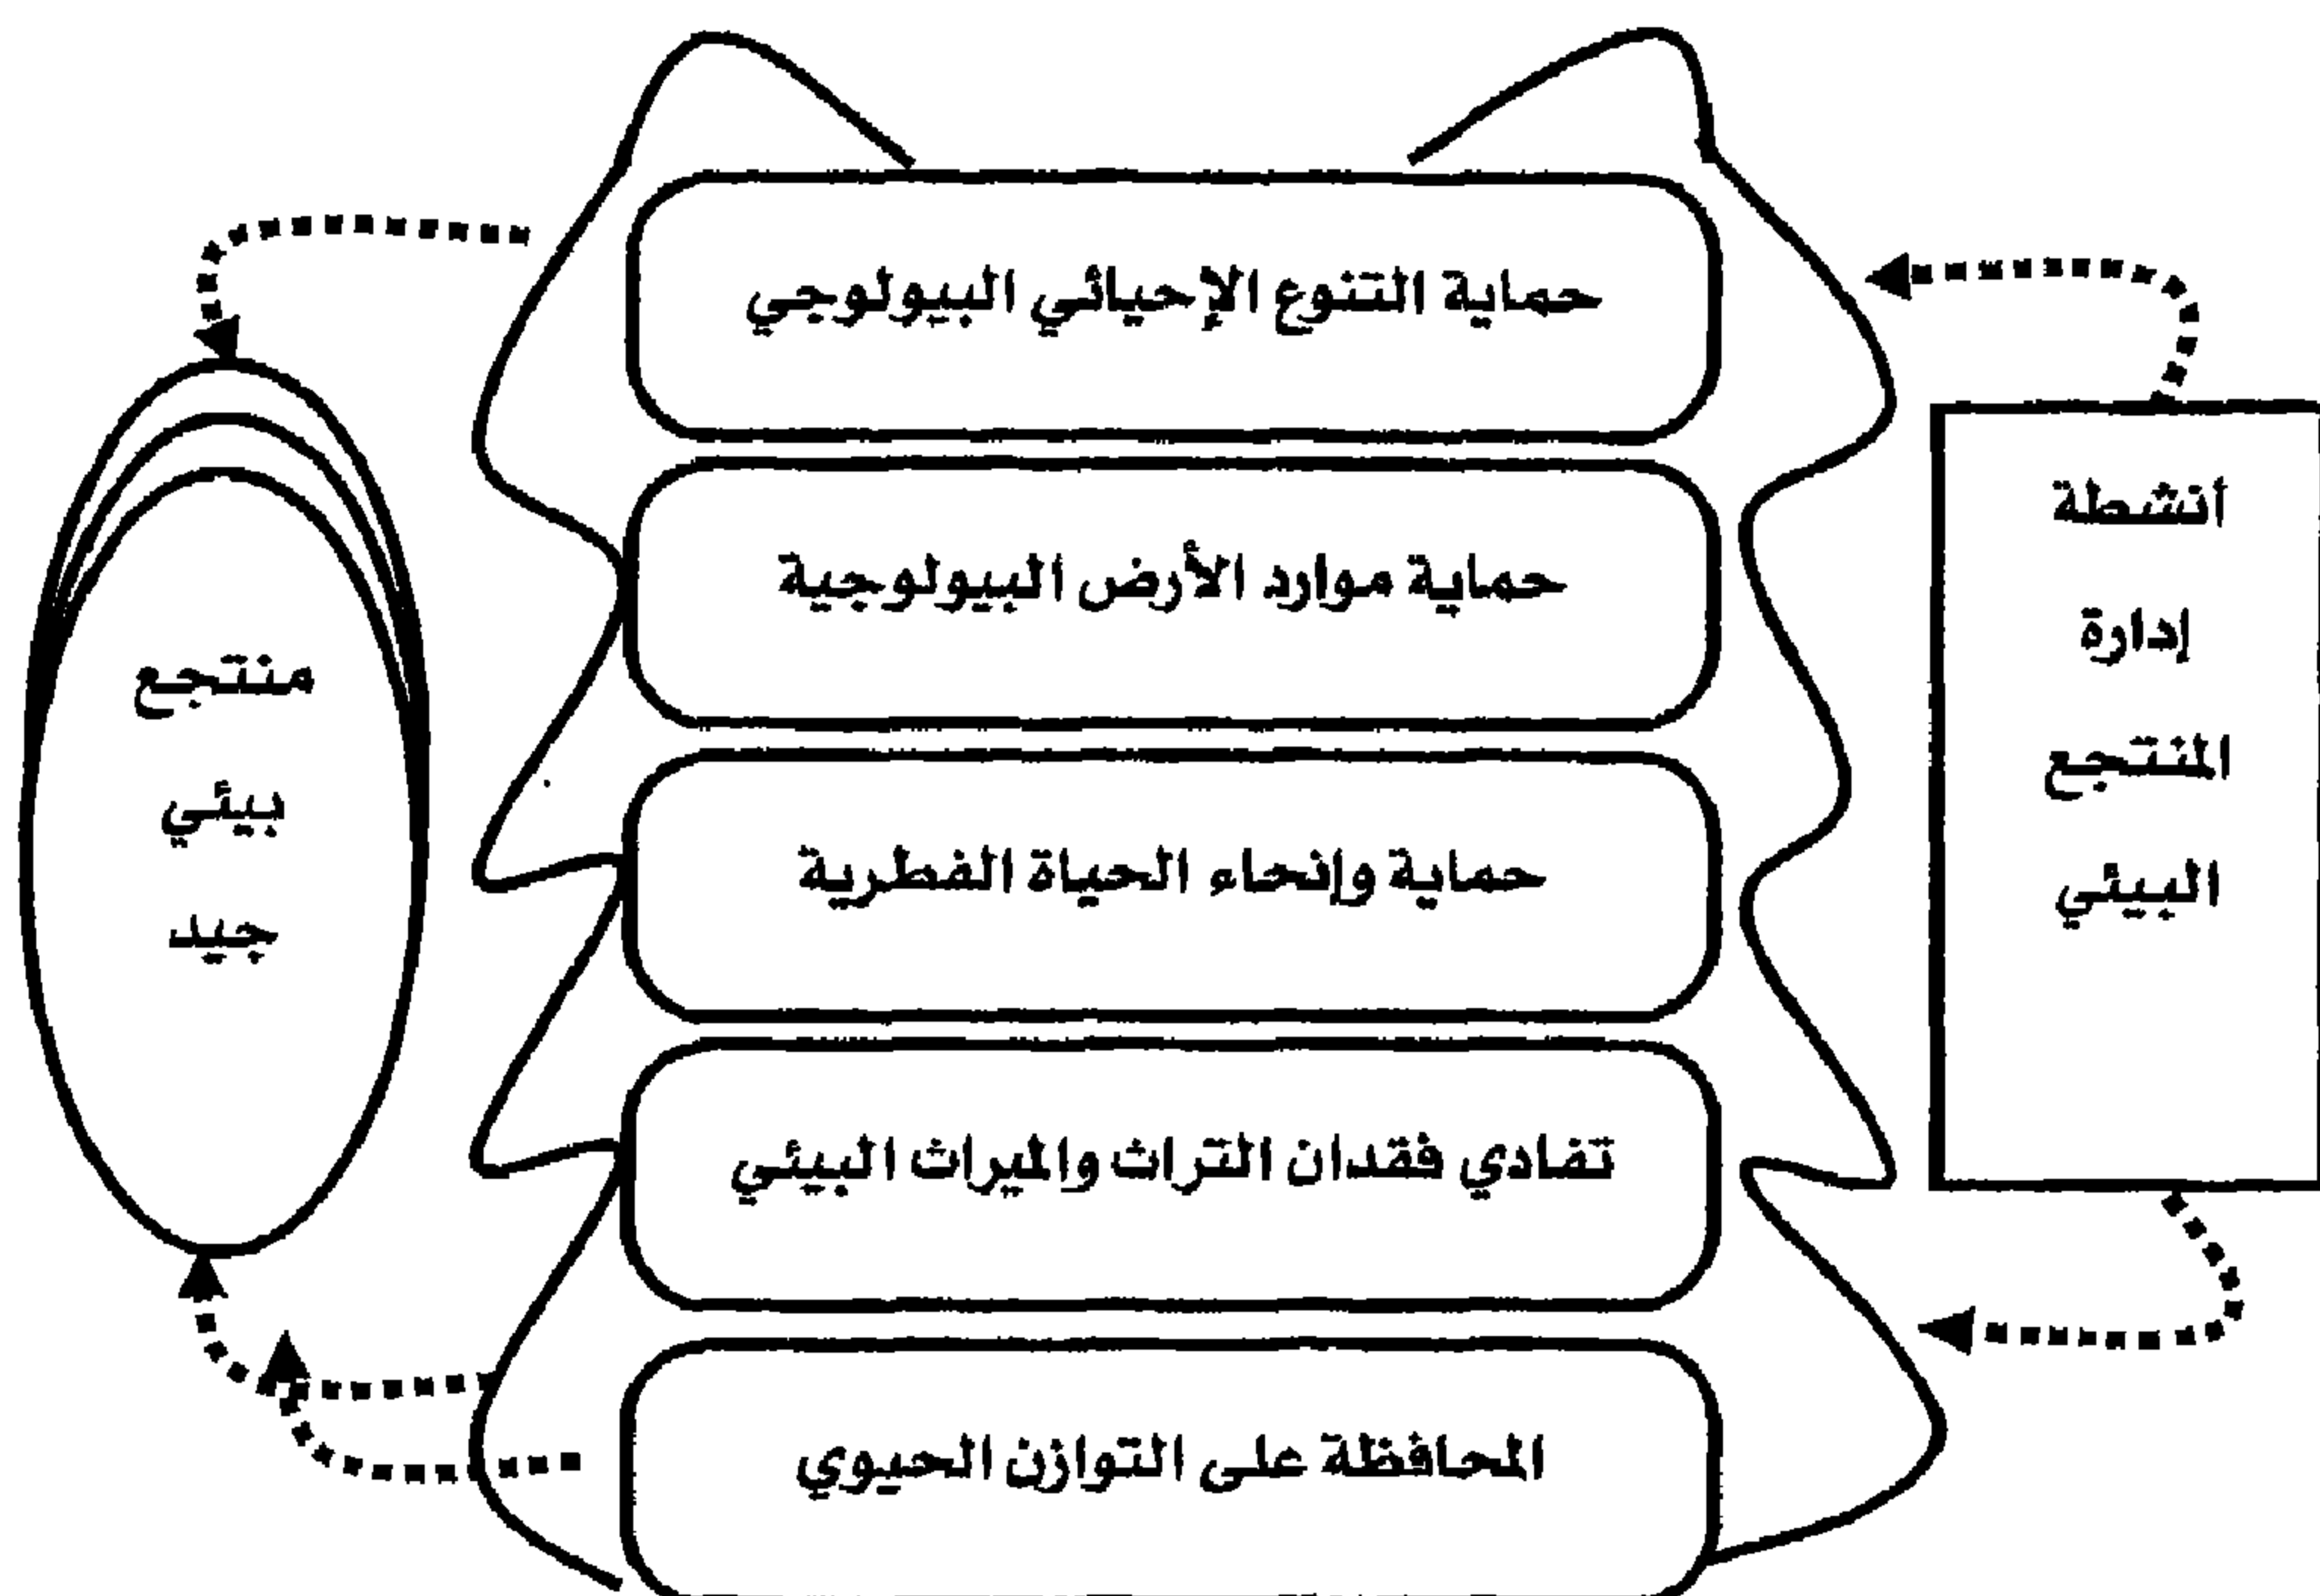 أنشطة
إدارة
المنتجع
البيئي
حماية التنوع الإحيائي البيولوجي
حماية موارد الأرض البيولوجية
حماية وإنحاء الحياة الفطرية
تفادي فقدان التراث والميراث البيئي
المحافظة على التوازن الحيوي
منتجع
بيئي
جيد